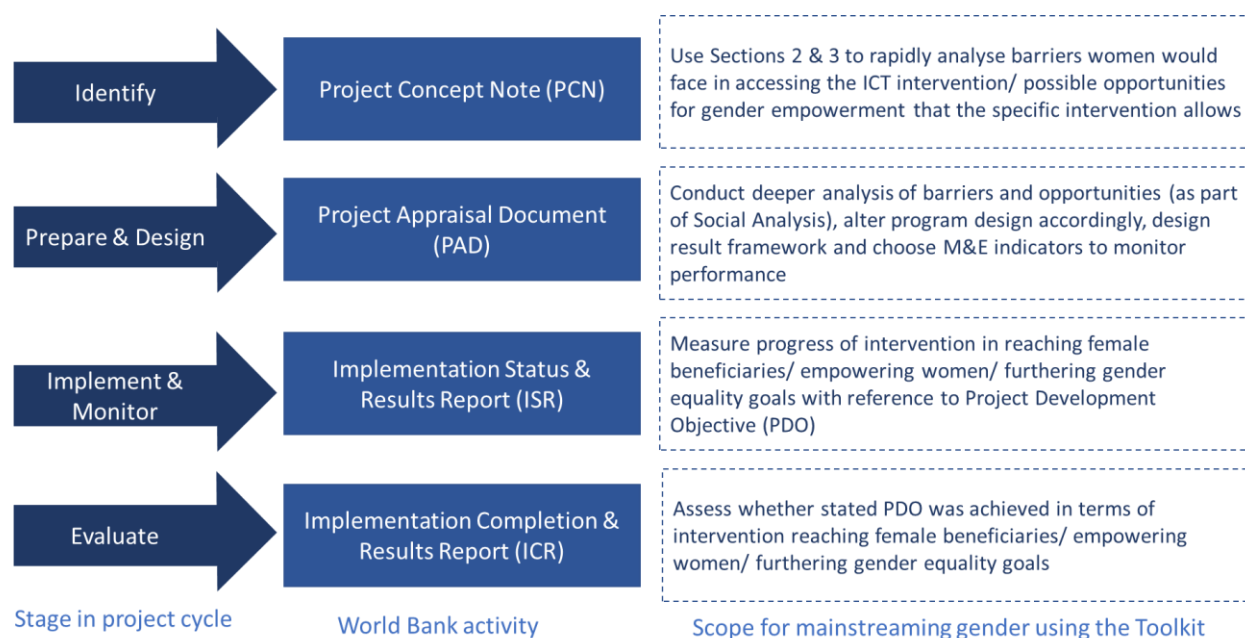 Identify
Project Concept Note (PCN)
Use Sections 2 & 3 to rapidly analyse barriers women would
face in accessing the ICT intervention/ possible opportunities
for gender empowerment that the specific intervention allows
Prepare & Design
Project Appraisal Document
(PAD)
Conduct deeper analysis of barriers and opportunities (as part
of Social Analysis), alter program design accordingly, design
result framework and choose M&E indicators to monitor
performance
Implement &
Monitor
Implementation Status &
Results Report (ISR)
Measure progress of intervention in reaching female
beneficiaries/ empowering women/ furthering gender
equality goals with reference to Project Development
Objective (PDO)
Evaluate
Implementation Completion &
Results Report (ICR)
Assess whether stated PDO was achieved in terms of
intervention reaching female beneficiaries/ empowering
women/ furthering gender equality goals
Stage in project cycle
World Bank activity
Scope for mainstreaming gender using the Toolkit